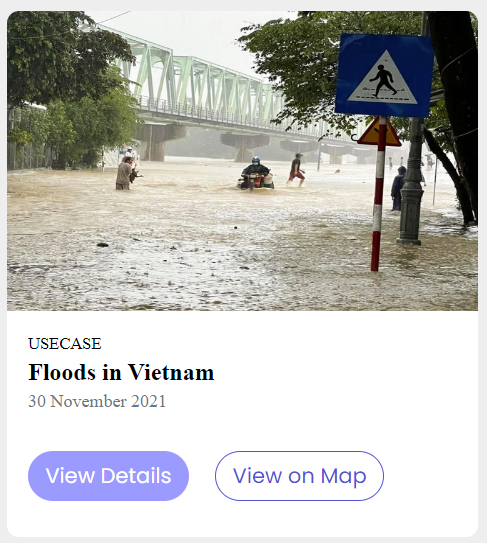 USECASE
Floods in Vietnam
30 November 2021
View Details
View on Map